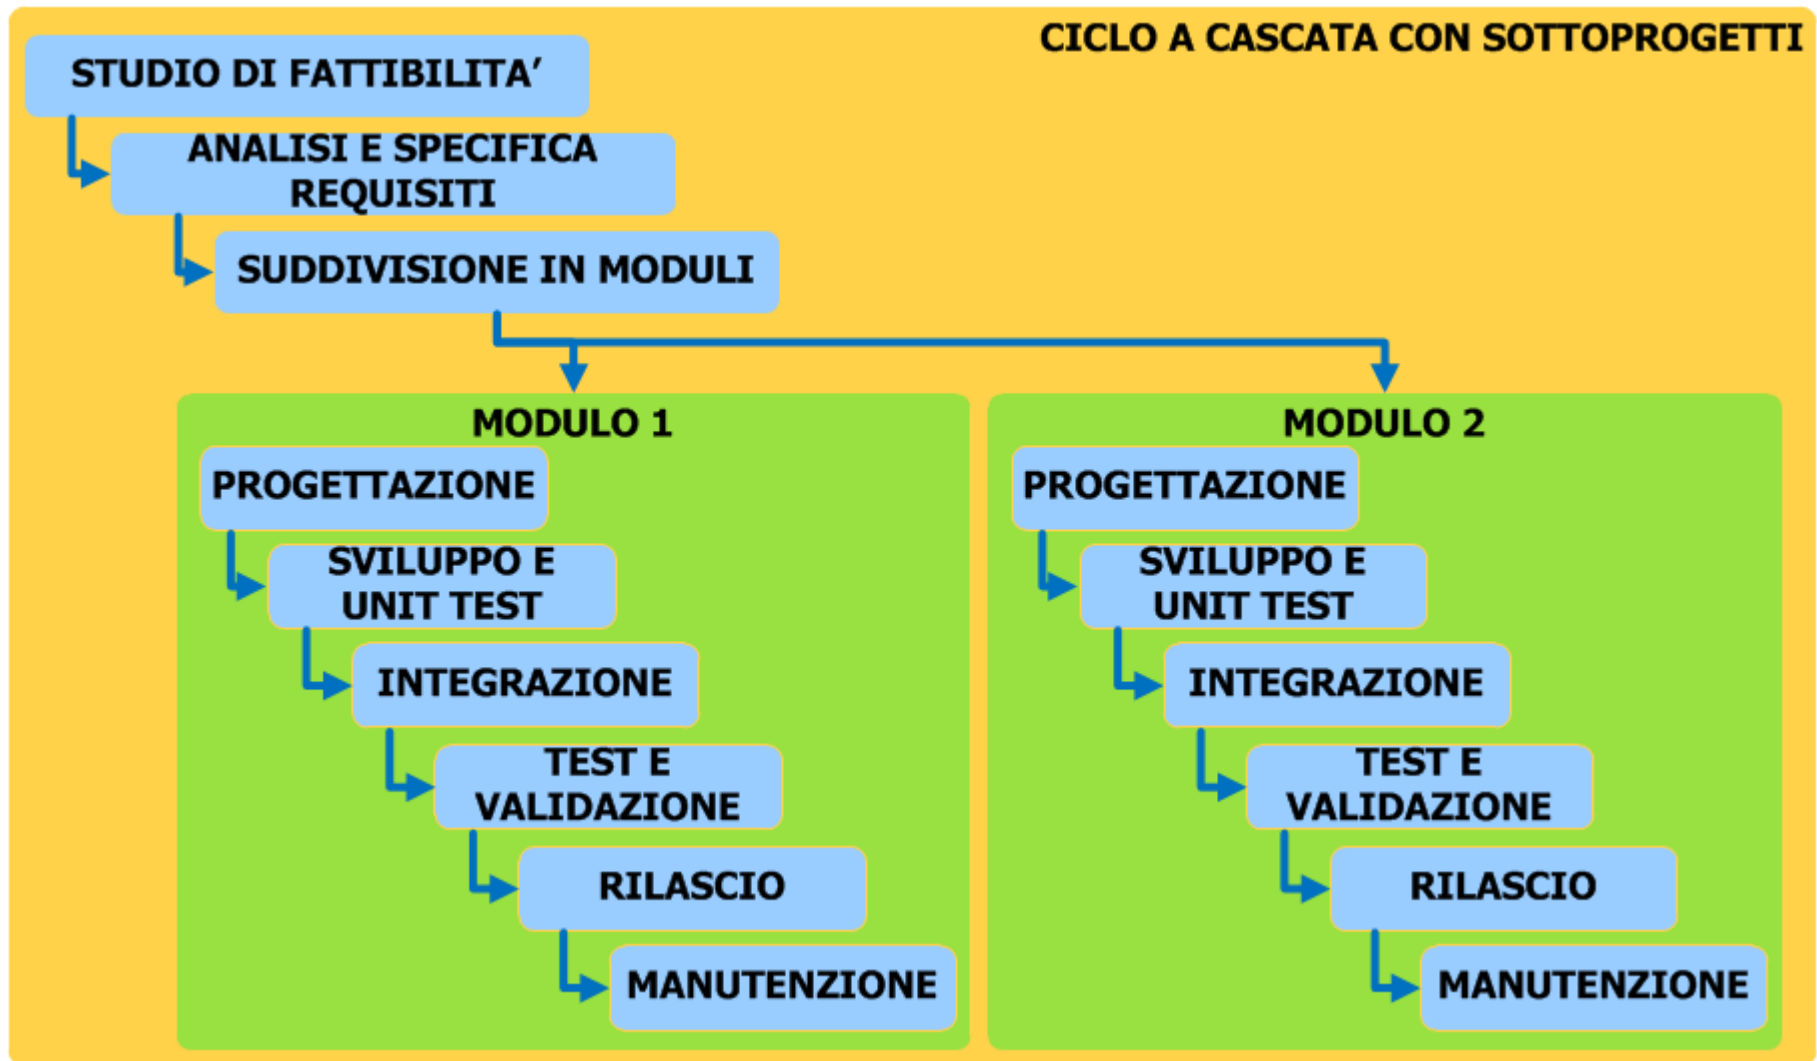 CICLO A CASCATA CON SOTTOPROGETTI
STUDIO DI FATTIBILITA’
ANALISI E SPECIFICA
REQUISITI
SUDDIVISIONE IN MODULI
MODULO 1
PROGETTAZIONE
SVILUPPO E
UNIT TEST
INTEGRAZIONE
TEST E
VALIDAZIONE
RILASCIO
MANUTENZIONE
MODULO 2
PROGETTAZIONE
SVILUPPO E
UNIT TEST
INTEGRAZIONE
TEST E
VALIDAZIONE
RILASCIO
MANUTENZIONE